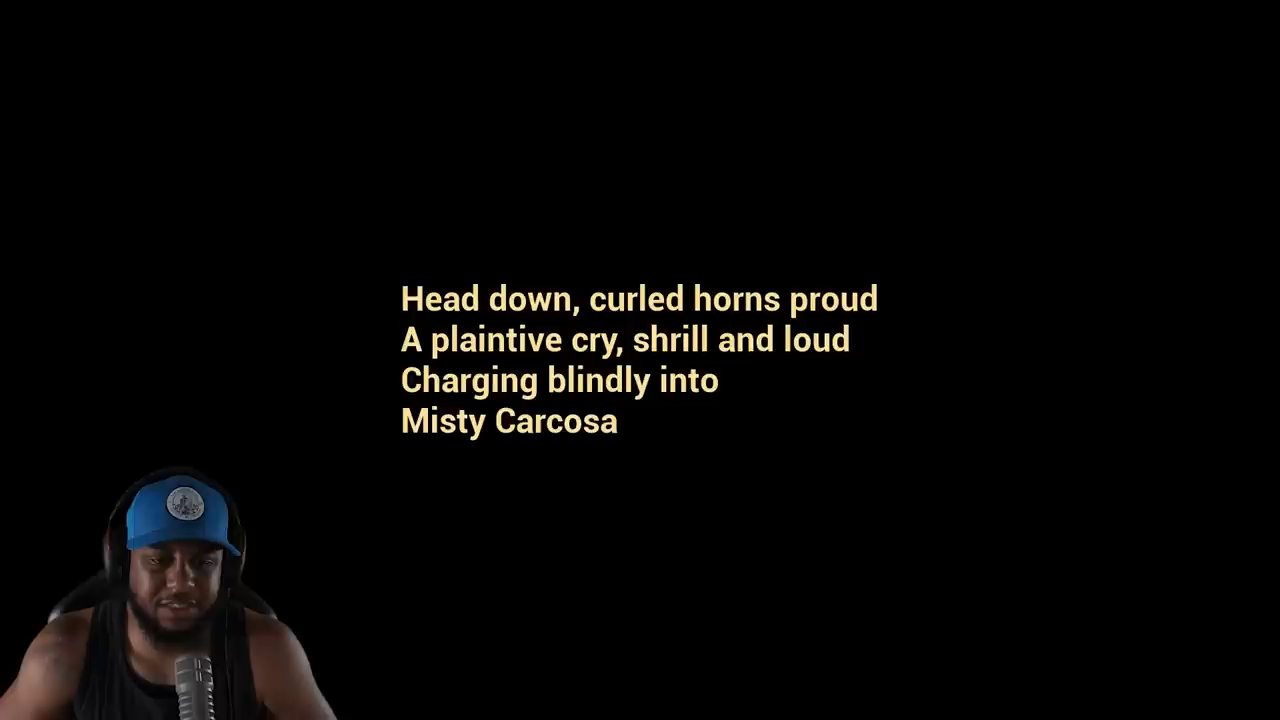 Head down, curled horns proud
A plaintive cry, shrill and loud
Charging blindly into
Misty Carcosa